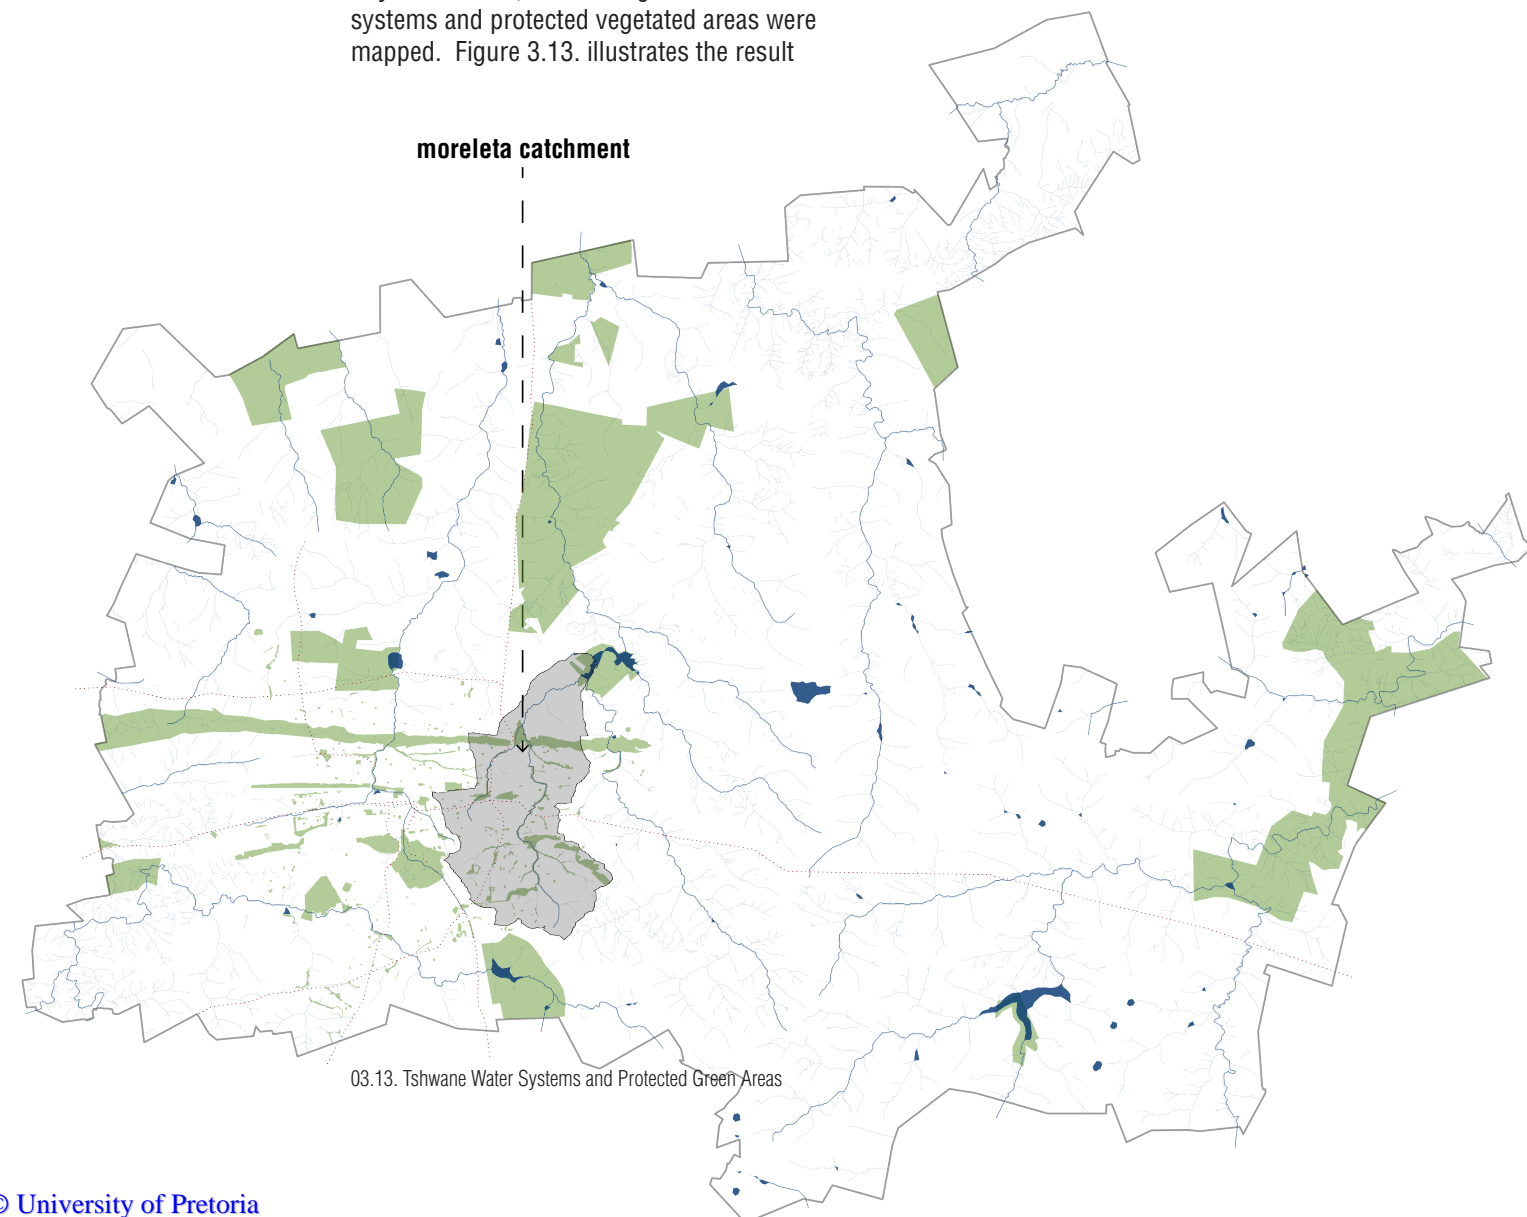 systems and protected vegetated areas were
mapped. Figure 3.13. illustrates the result
moreleta catchment
03.13. Tshwane Water Systems and Protected Green Areas
© University of Pretoria